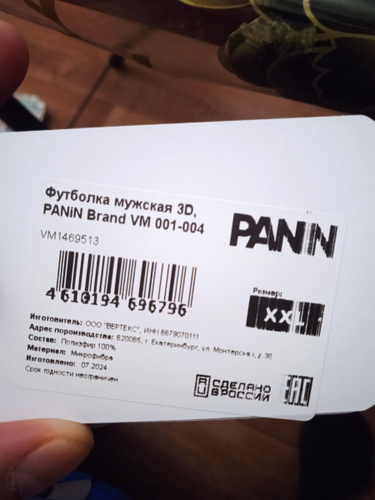 Футболка мужская 3D,
PANiN Brand VM 001-004
PANiN
VM1469513
4 610194 696796
Размер:
XXL
Изготовитель: ООО "ВЕРТЕКС", ИНН 6679070111
Адрес производства: 620085, г. Екатеринбург, ул. Монтерская, д.3В
Состав: Полиэфир 100%
Материал: Микрофибра
Изготовлено: 07.2024
Срок годности неограничен
СДЕЛАНО
В РОССИИ
EAC